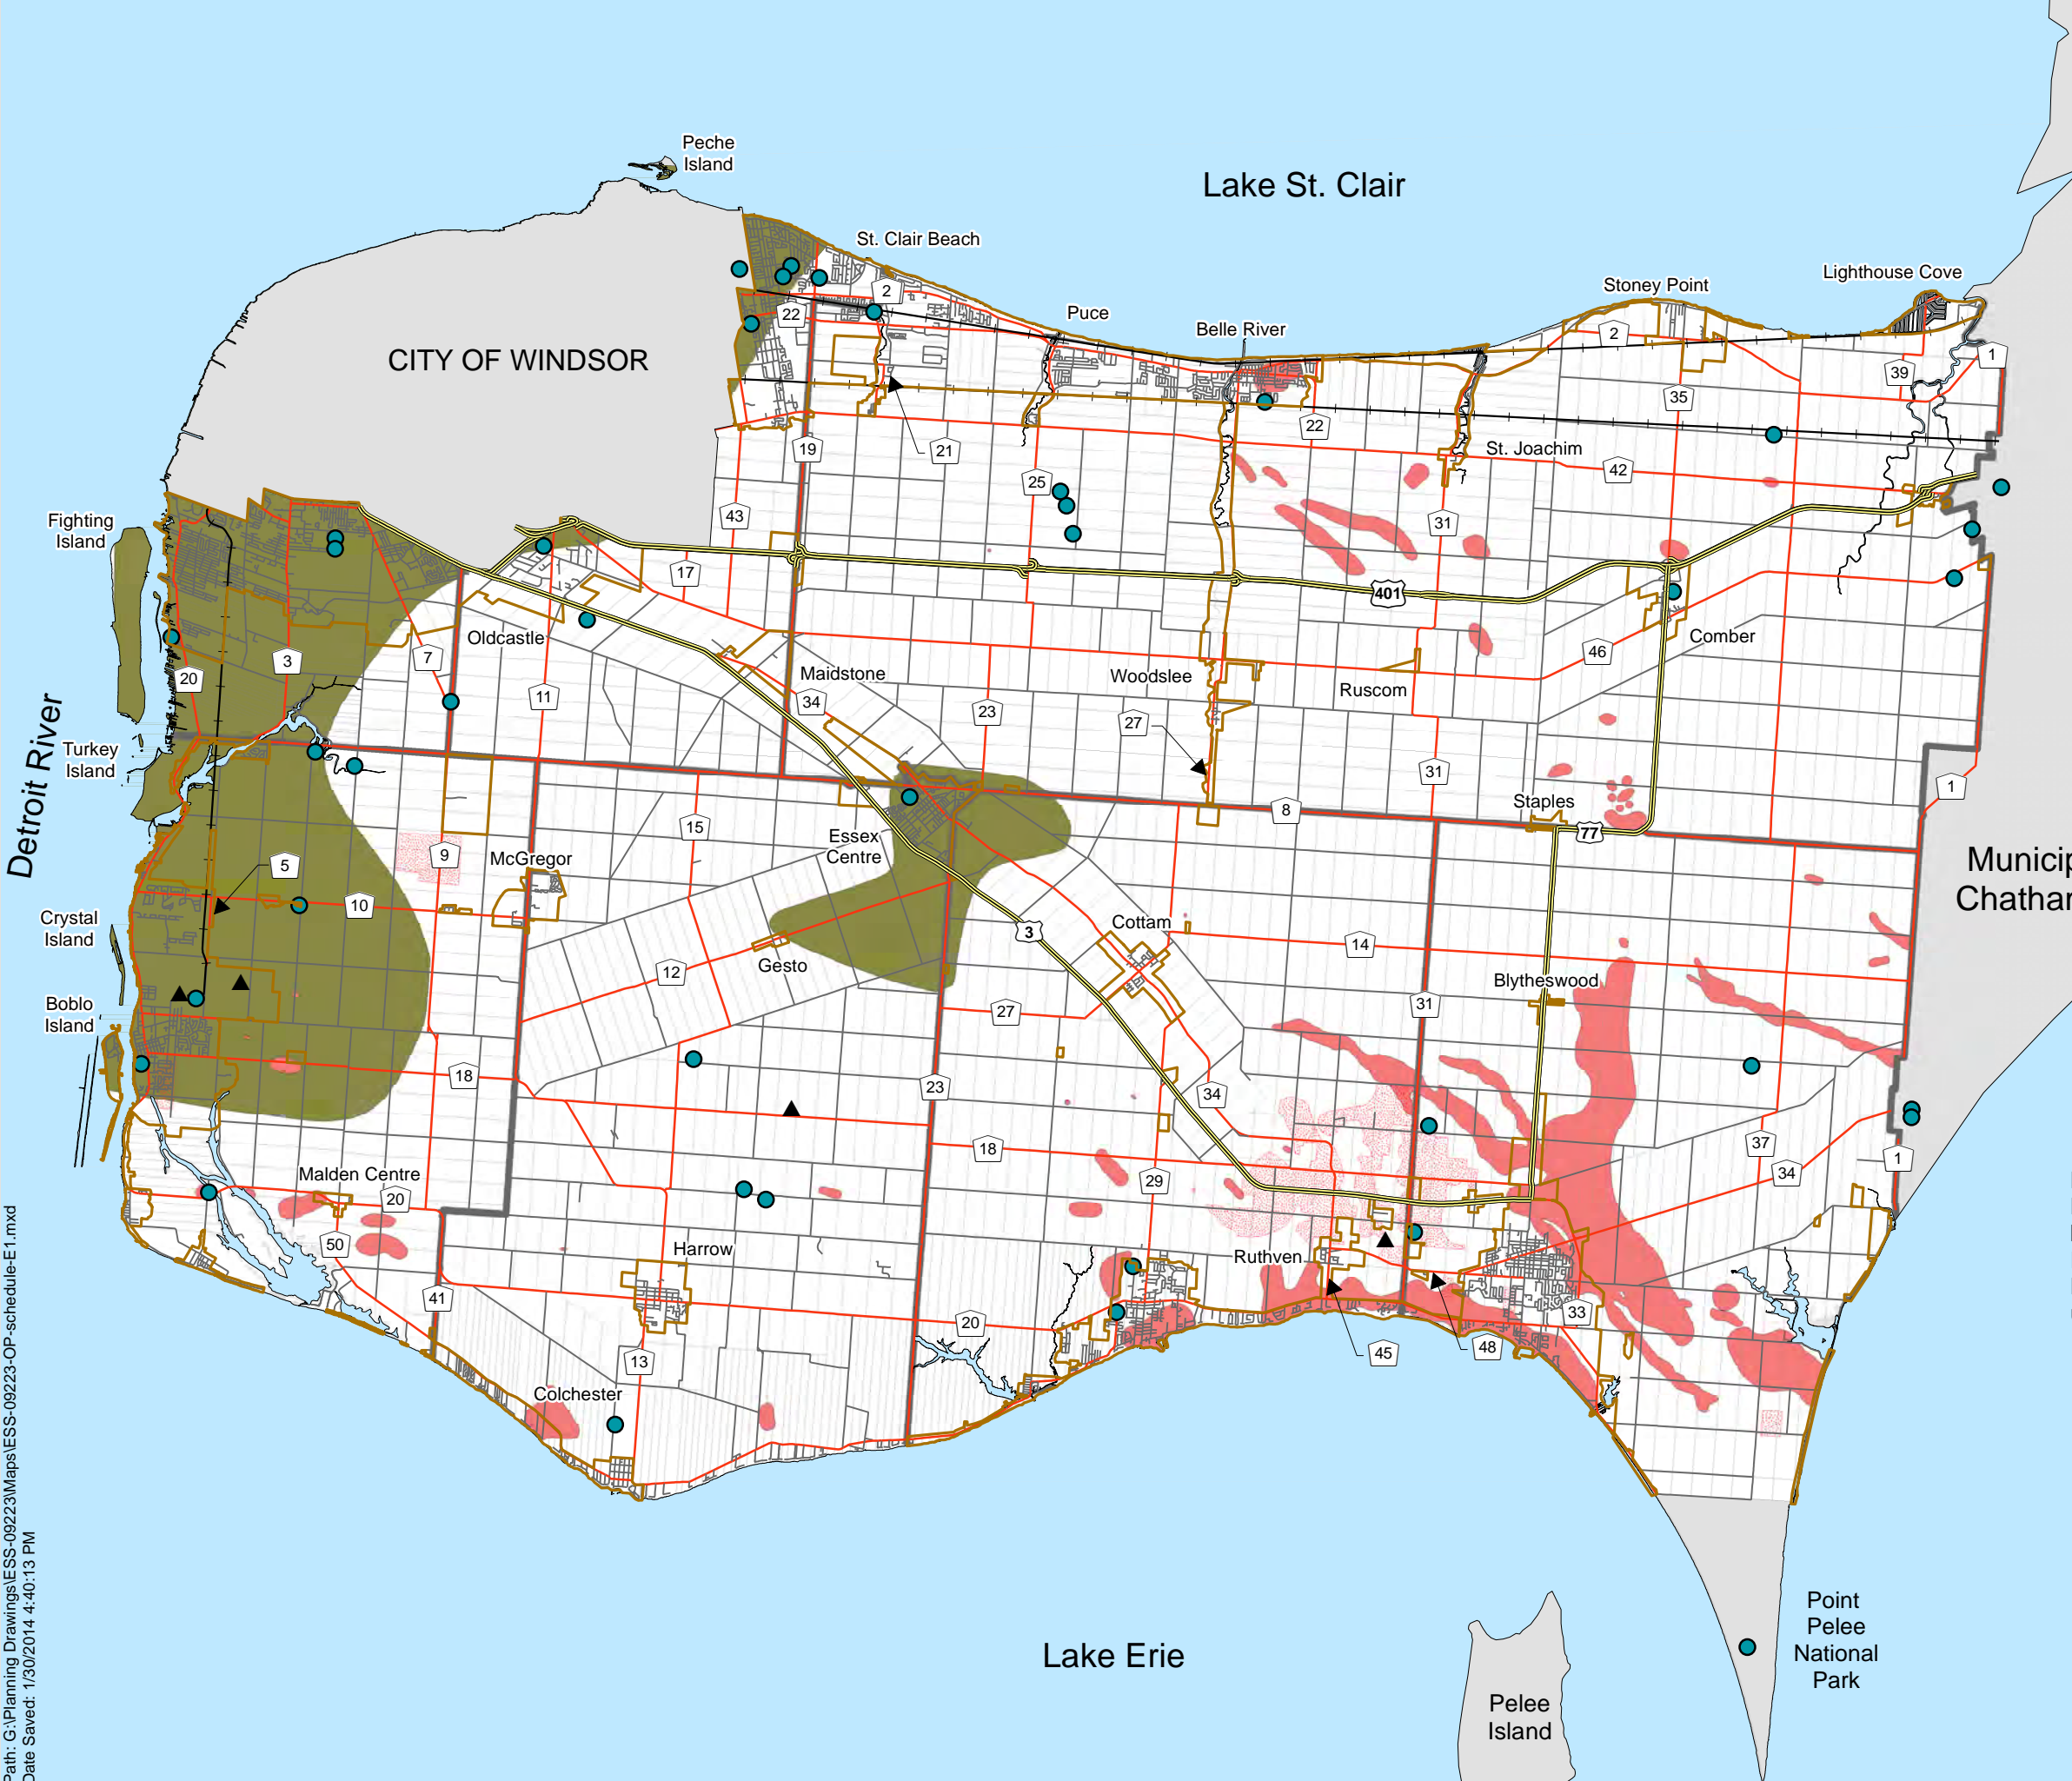 Peche
Island
Lake St. Clair
St. Clair Beach
Lighthouse Cove
Stoney Point
2
Puce
22
Belle River
2
CITY OF WINDSOR
1
39
35
22
19
21
St. Joachim
42
25
43
31
Fighting
Island
17
401
Oldcastle
Comber
46
3
7
Maidstone
Woodslee
20
Ruscom
11
34
23
27
Detroit River
Turkey
Island
31
1
Staples
8
15
77
Essex
Centre
9
McGregor
5
Municip
Chathar
10
Crystal
Island
Cottam
3
14
Gesto
12
Blytheswood
Boblo
Island
31
27
18
23
34
37
18
1
Malden Centre
34
29
20
50
Harrow
Ruthven
41
33
20
48
45
13
Colchester
Point
Pelee
National
Park
Lake Erie
Pelee
Island
Path: G:\Planning Drawings\ESS-09223\Maps\ESS-09223-OP-schedule-E1.mxd
Date Saved: 1/30/2014 4:40:13 PM